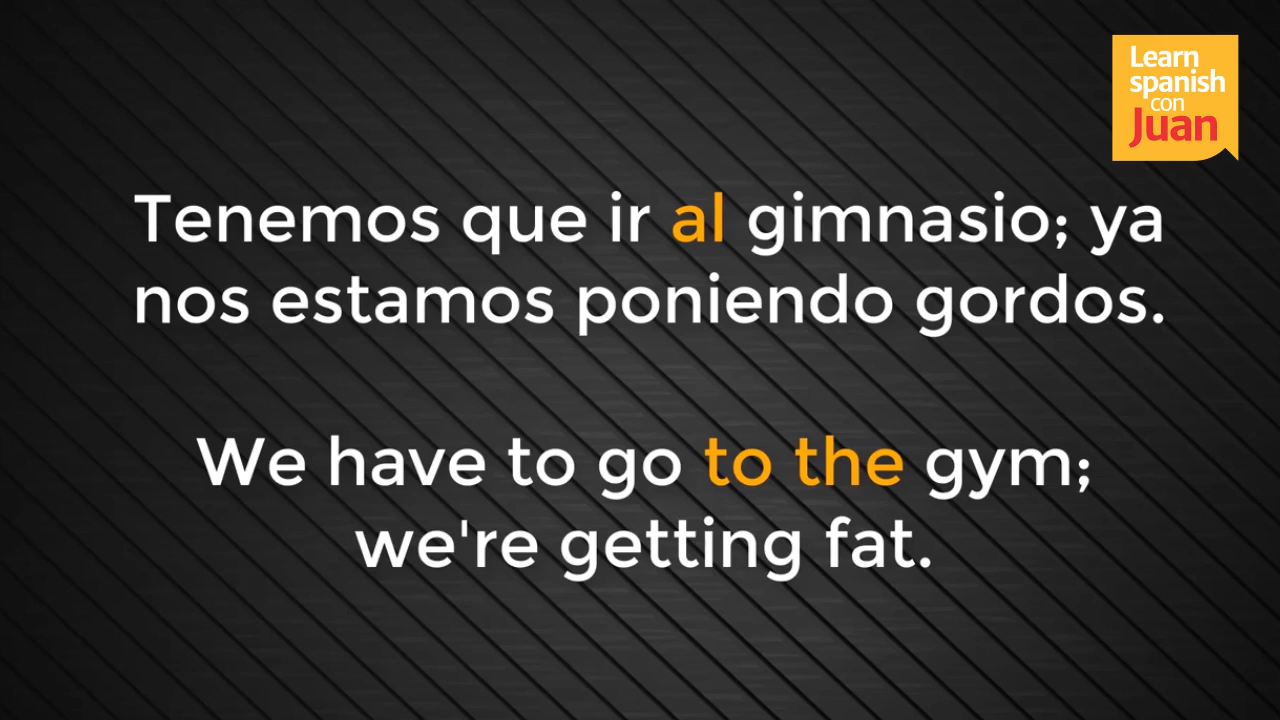 Learn
spanish
con
Juan
Tenemos que ir al gimnasio; ya
nos estamos poniendo gordos.
We have to go to the gym;
we're getting fat.